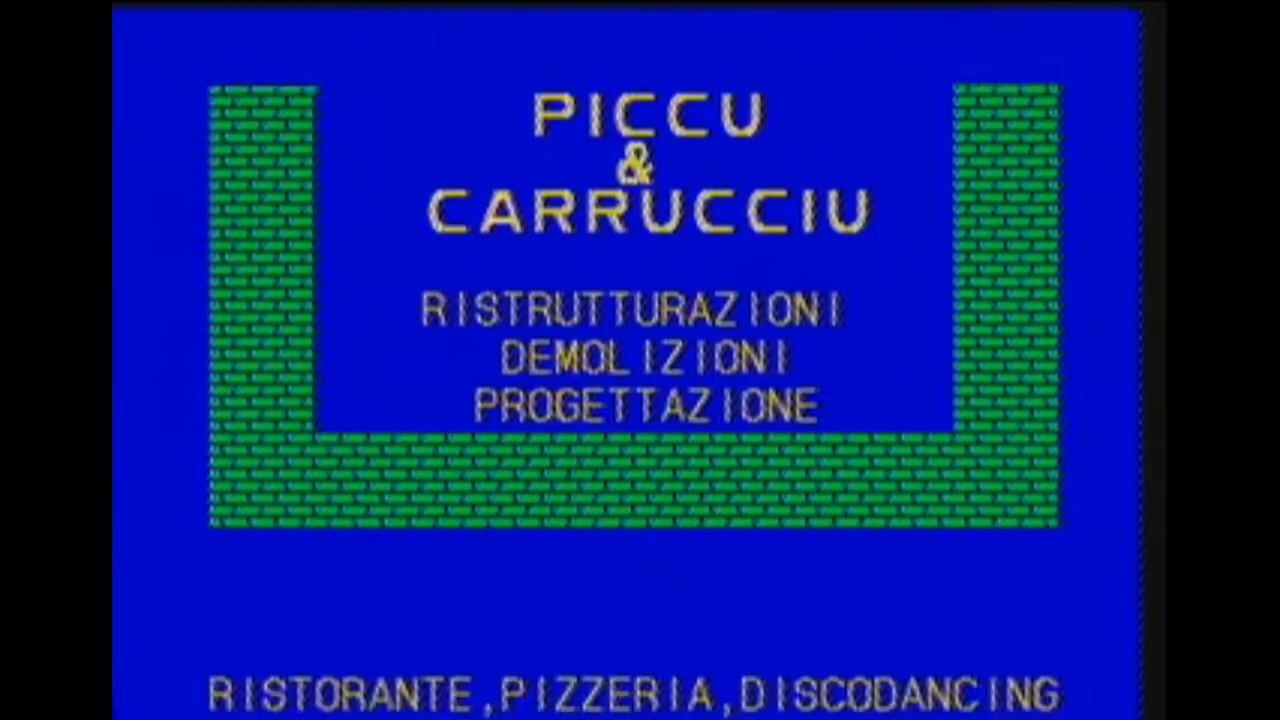 PICCU
&
CARRUCCIU
RISTRUTTURAZIONI
DEMOLIZIONI
PROGETTAZIONE
RISTORANTE,PIZZERIA,DISCODANCING